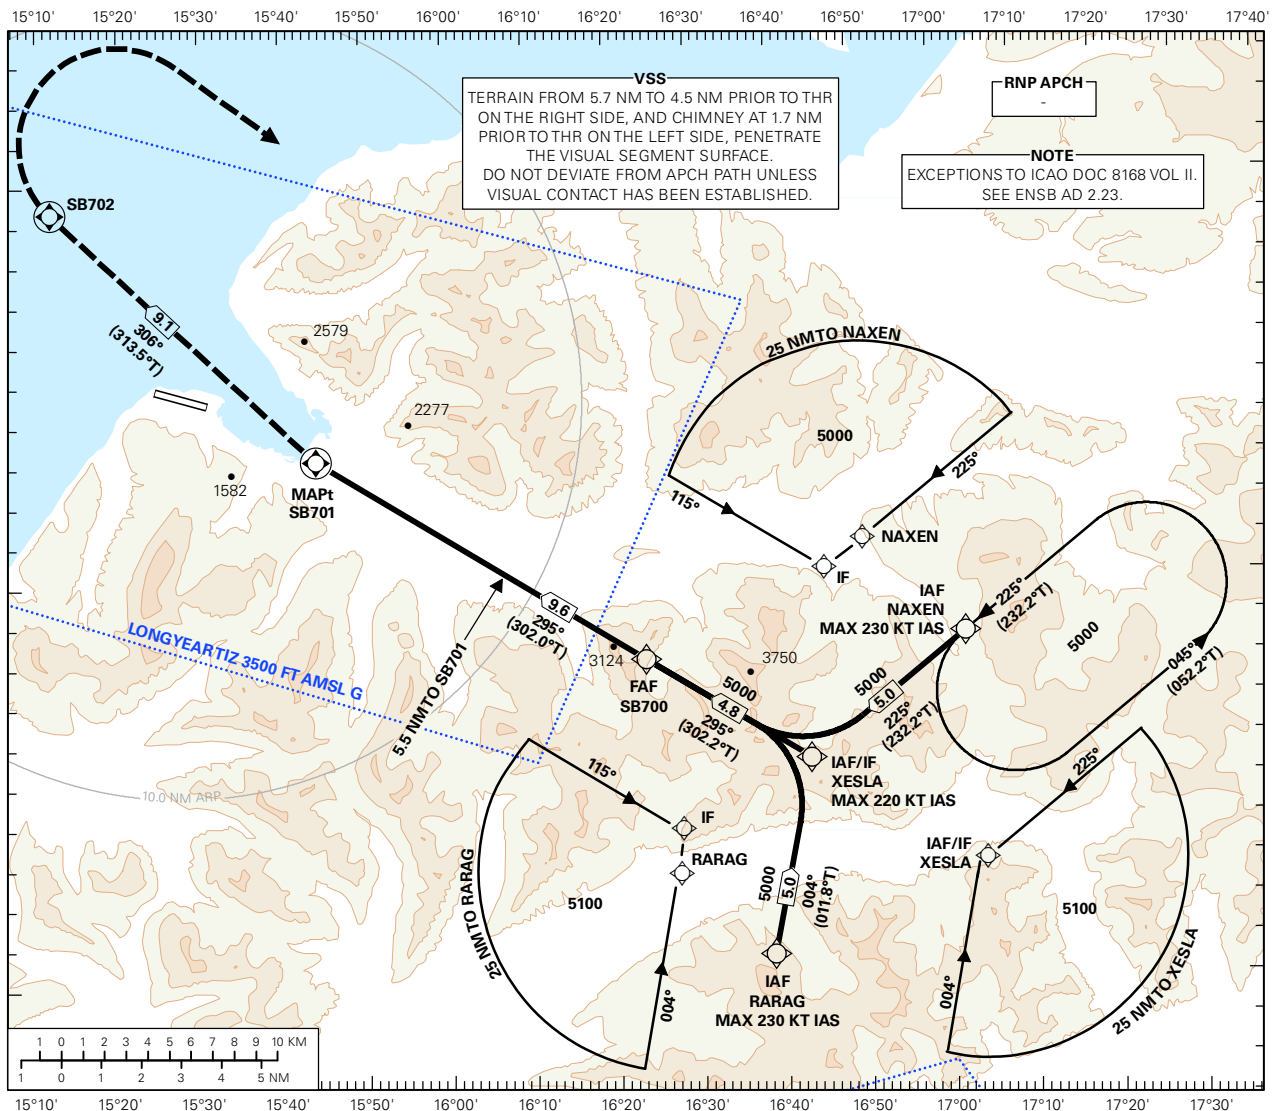 15°10' 15°20' 15°30' 15°40' 15°50' 16°00' 16°10' 16°20' 16°30' 16°40' 16°50' 17°00' 17°10' 17°20' 17°30' 17°40'
VSS
TERRAIN FROM 5.7 NM TO 4.5 NM PRIOR TO THR
ON THE RIGHT SIDE, AND CHIMNEY AT 1.7 NM
PRIOR TO THR ON THE LEFT SIDE, PENETRATE
THE VISUAL SEGMENT SURFACE.
DO NOT DEVIATE FROM APCH PATH UNLESS
VISUAL CONTACT HAS BEEN ESTABLISHED.
RNP APCH
-
NOTE
EXCEPTIONS TO ICAO DOC 8168 VOL II.
SEE ENSB AD 2.23.
SB702
9.1
306°
(313.5°T)
2579
2277
1582
MAPt
SB701
25 NM TO NAXEN
5000
115°
225°
NAXEN
IF
IAF
NAXEN
MAX 230 KT IAS
225°
(232.2°T)
5000
045°
(052.2°T)
9.6
295°
(302.0°T)
5.5 NM TO SB701
LONGYEAR TIZ 3500 FT AMSL G
3124
FAF
SB700
3750
5000
4.8
295°
(302.2°T)
5000
5.0
225°
(232.2°T)
IAF/IF
XESLA
MAX 220 KT IAS
10.0 NM ARP
115°
IF
RARAG
25 NM TO RARAG
5100
004°
5000
5.0
004°
(011.8°T)
IAF
RARAG
MAX 230 KT IAS
225°
IAF/IF
XESLA
5100
004°
25 NM TO XESLA
1 0 1 2 3 4 5 6 7 8 9 10 KM
1 0 1 2 3 4 5 NM
15°10' 15°20' 15°30' 15°40' 15°50' 16°00' 16°10' 16°20' 16°30' 16°40' 16°50' 17°00' 17°10' 17°20' 17°30'